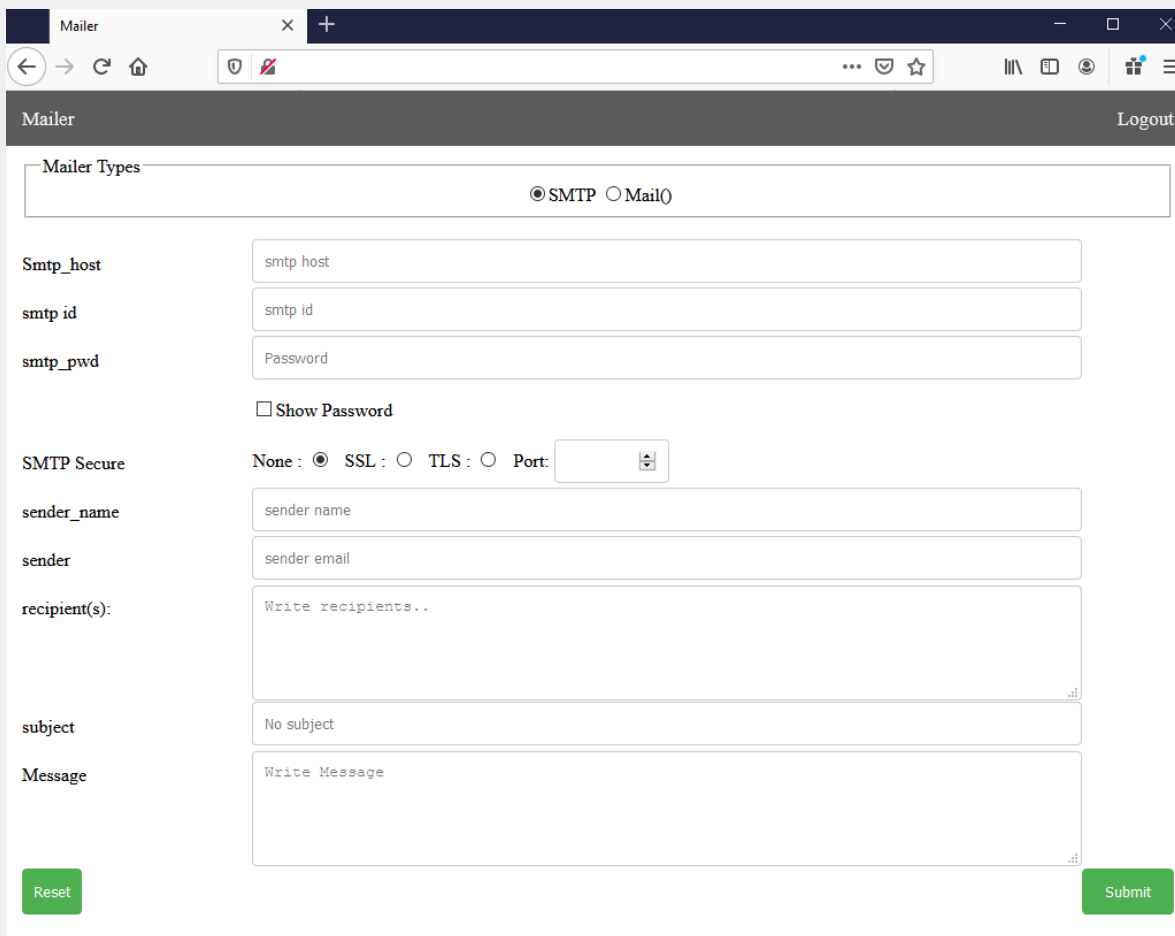 Mailer
Mailer Logout
Mailer Types
SMTP Mail()
Smtp_host smtp host
smtp id smtp id
smtp_pwd Password
Show Password
SMTP Secure None : SSL : TLS : Port:
sender_name sender name
sender sender email
recipient(s): Write recipients..
subject No subject
Message Write Message
Reset Submit